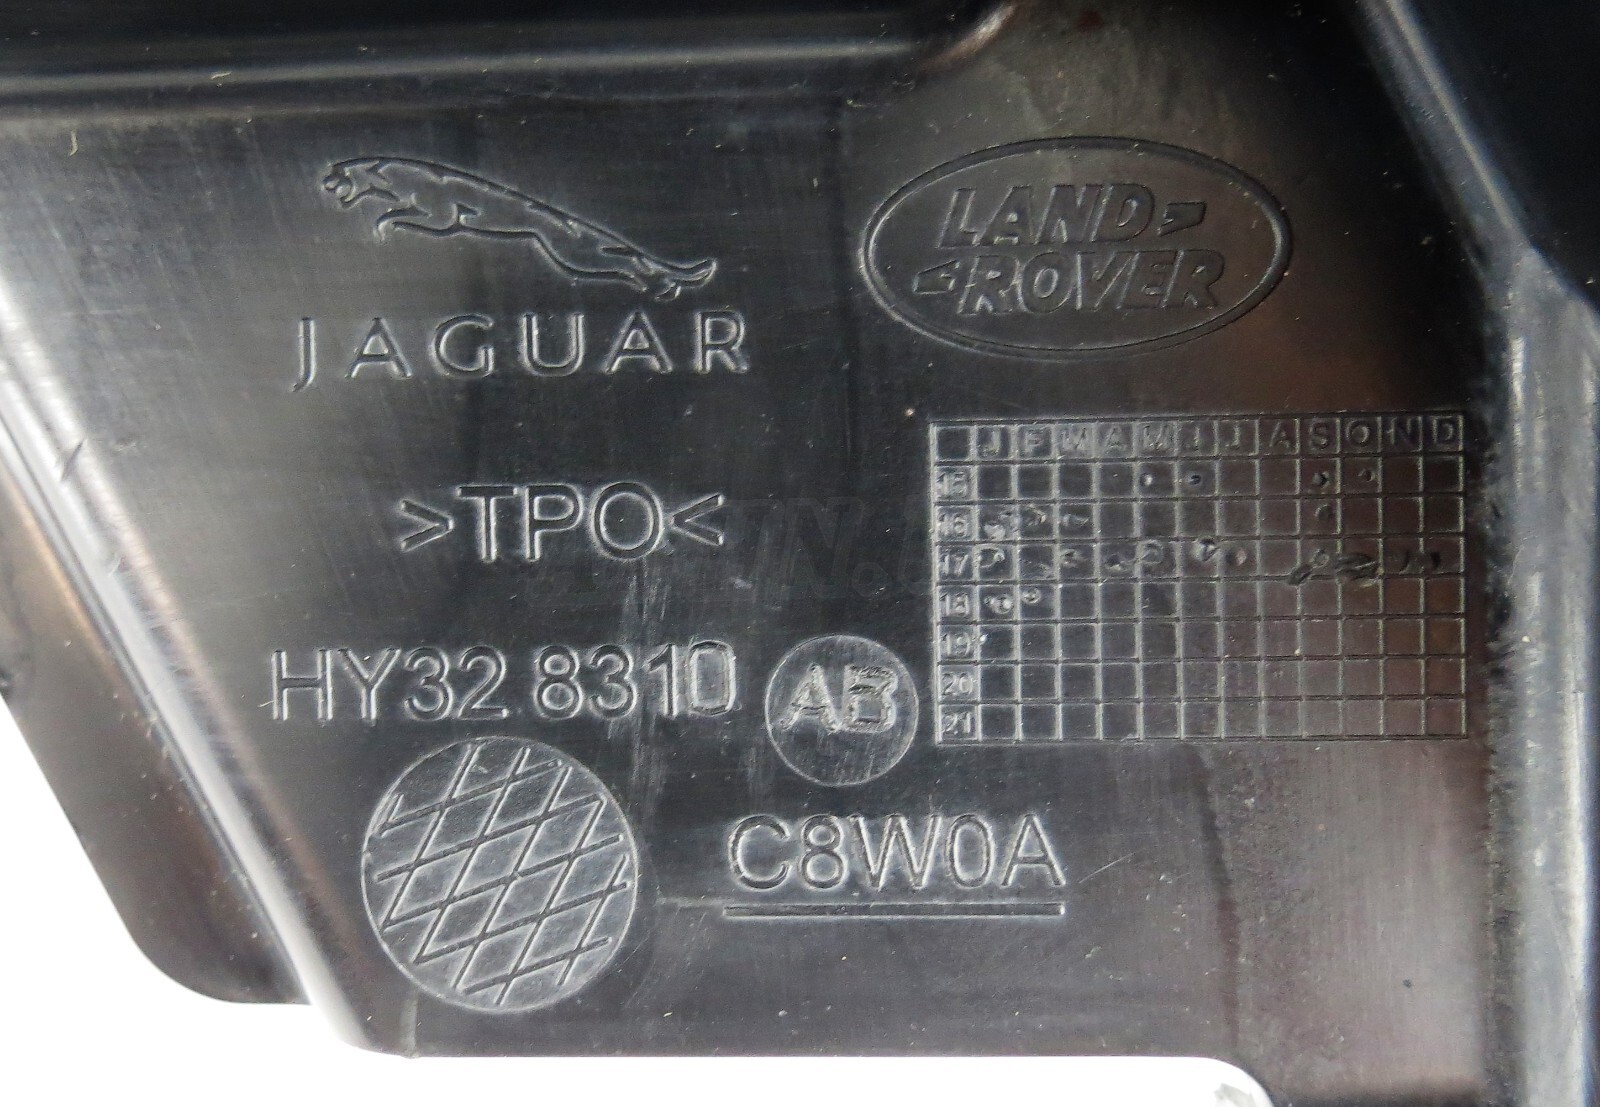 JAGUAR
LAND
ROVER
>TPO<
J F M A M J J A S O N D
15
16
17
18
19
20
21
HY32 8310
AB
C8W0A